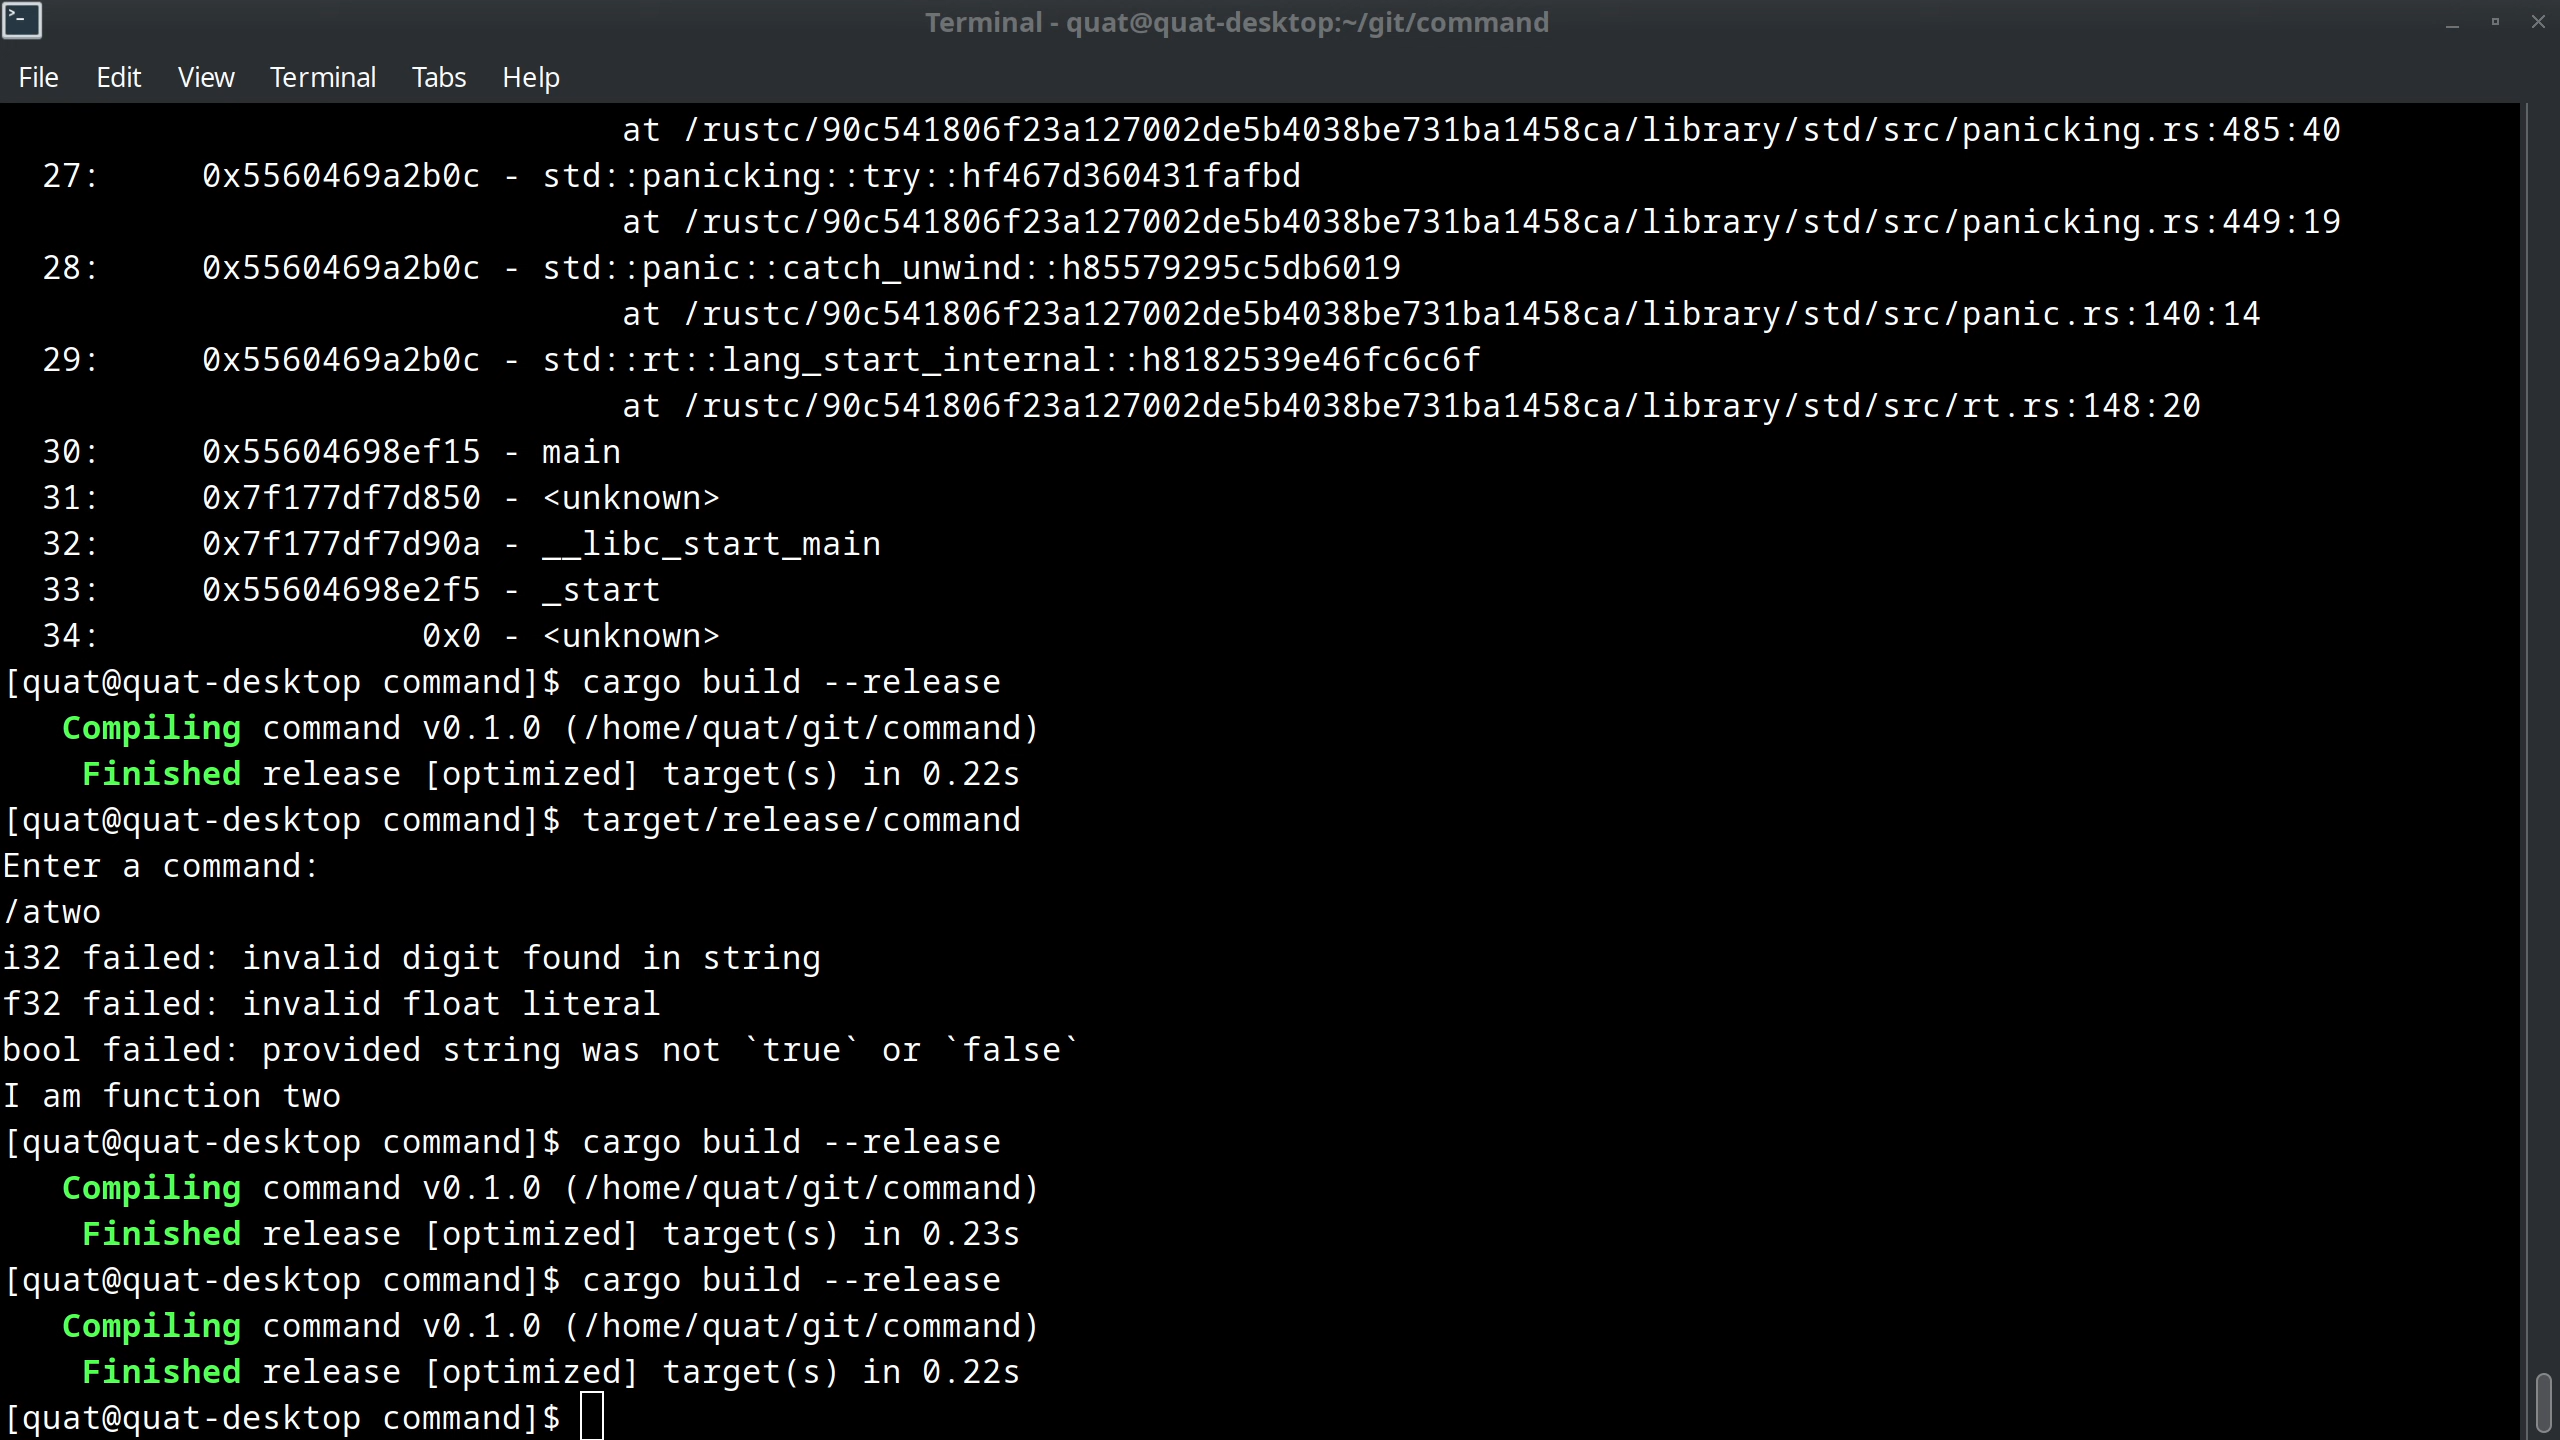 Terminal - quat@quat-desktop:~/git/command
File Edit View Terminal Tabs Help
at /rustc/90c541806f23a127002de5b4038be731ba1458ca/library/std/src/panicking.rs:485:40
27: 0x5560469a2b0c - std::panicking::try::hf467d360431fafbd
at /rustc/90c541806f23a127002de5b4038be731ba1458ca/library/std/src/panicking.rs:449:19
28: 0x5560469a2b0c - std::panic::catch_unwind::h85579295c5db6019
at /rustc/90c541806f23a127002de5b4038be731ba1458ca/library/std/src/panic.rs:140:14
29: 0x5560469a2b0c - std::rt::lang_start_internal::h8182539e46fc6c6f
at /rustc/90c541806f23a127002de5b4038be731ba1458ca/library/std/src/rt.rs:148:20
30: 0x55604698ef15 - main
31: 0x7f177df7d850 - <unknown>
32: 0x7f177df7d90a - __libc_start_main
33: 0x55604698e2f5 - _start
34: 0x0 - <unknown>
[quat@quat-desktop command]$ cargo build --release
Compiling command v0.1.0 (/home/quat/git/command)
Finished release [optimized] target(s) in 0.22s
[quat@quat-desktop command]$ target/release/command
Enter a command:
/atwo
i32 failed: invalid digit found in string
f32 failed: invalid float literal
bool failed: provided string was not `true` or `false`
I am function two
[quat@quat-desktop command]$ cargo build --release
Compiling command v0.1.0 (/home/quat/git/command)
Finished release [optimized] target(s) in 0.23s
[quat@quat-desktop command]$ cargo build --release
Compiling command v0.1.0 (/home/quat/git/command)
Finished release [optimized] target(s) in 0.22s
[quat@quat-desktop command]$